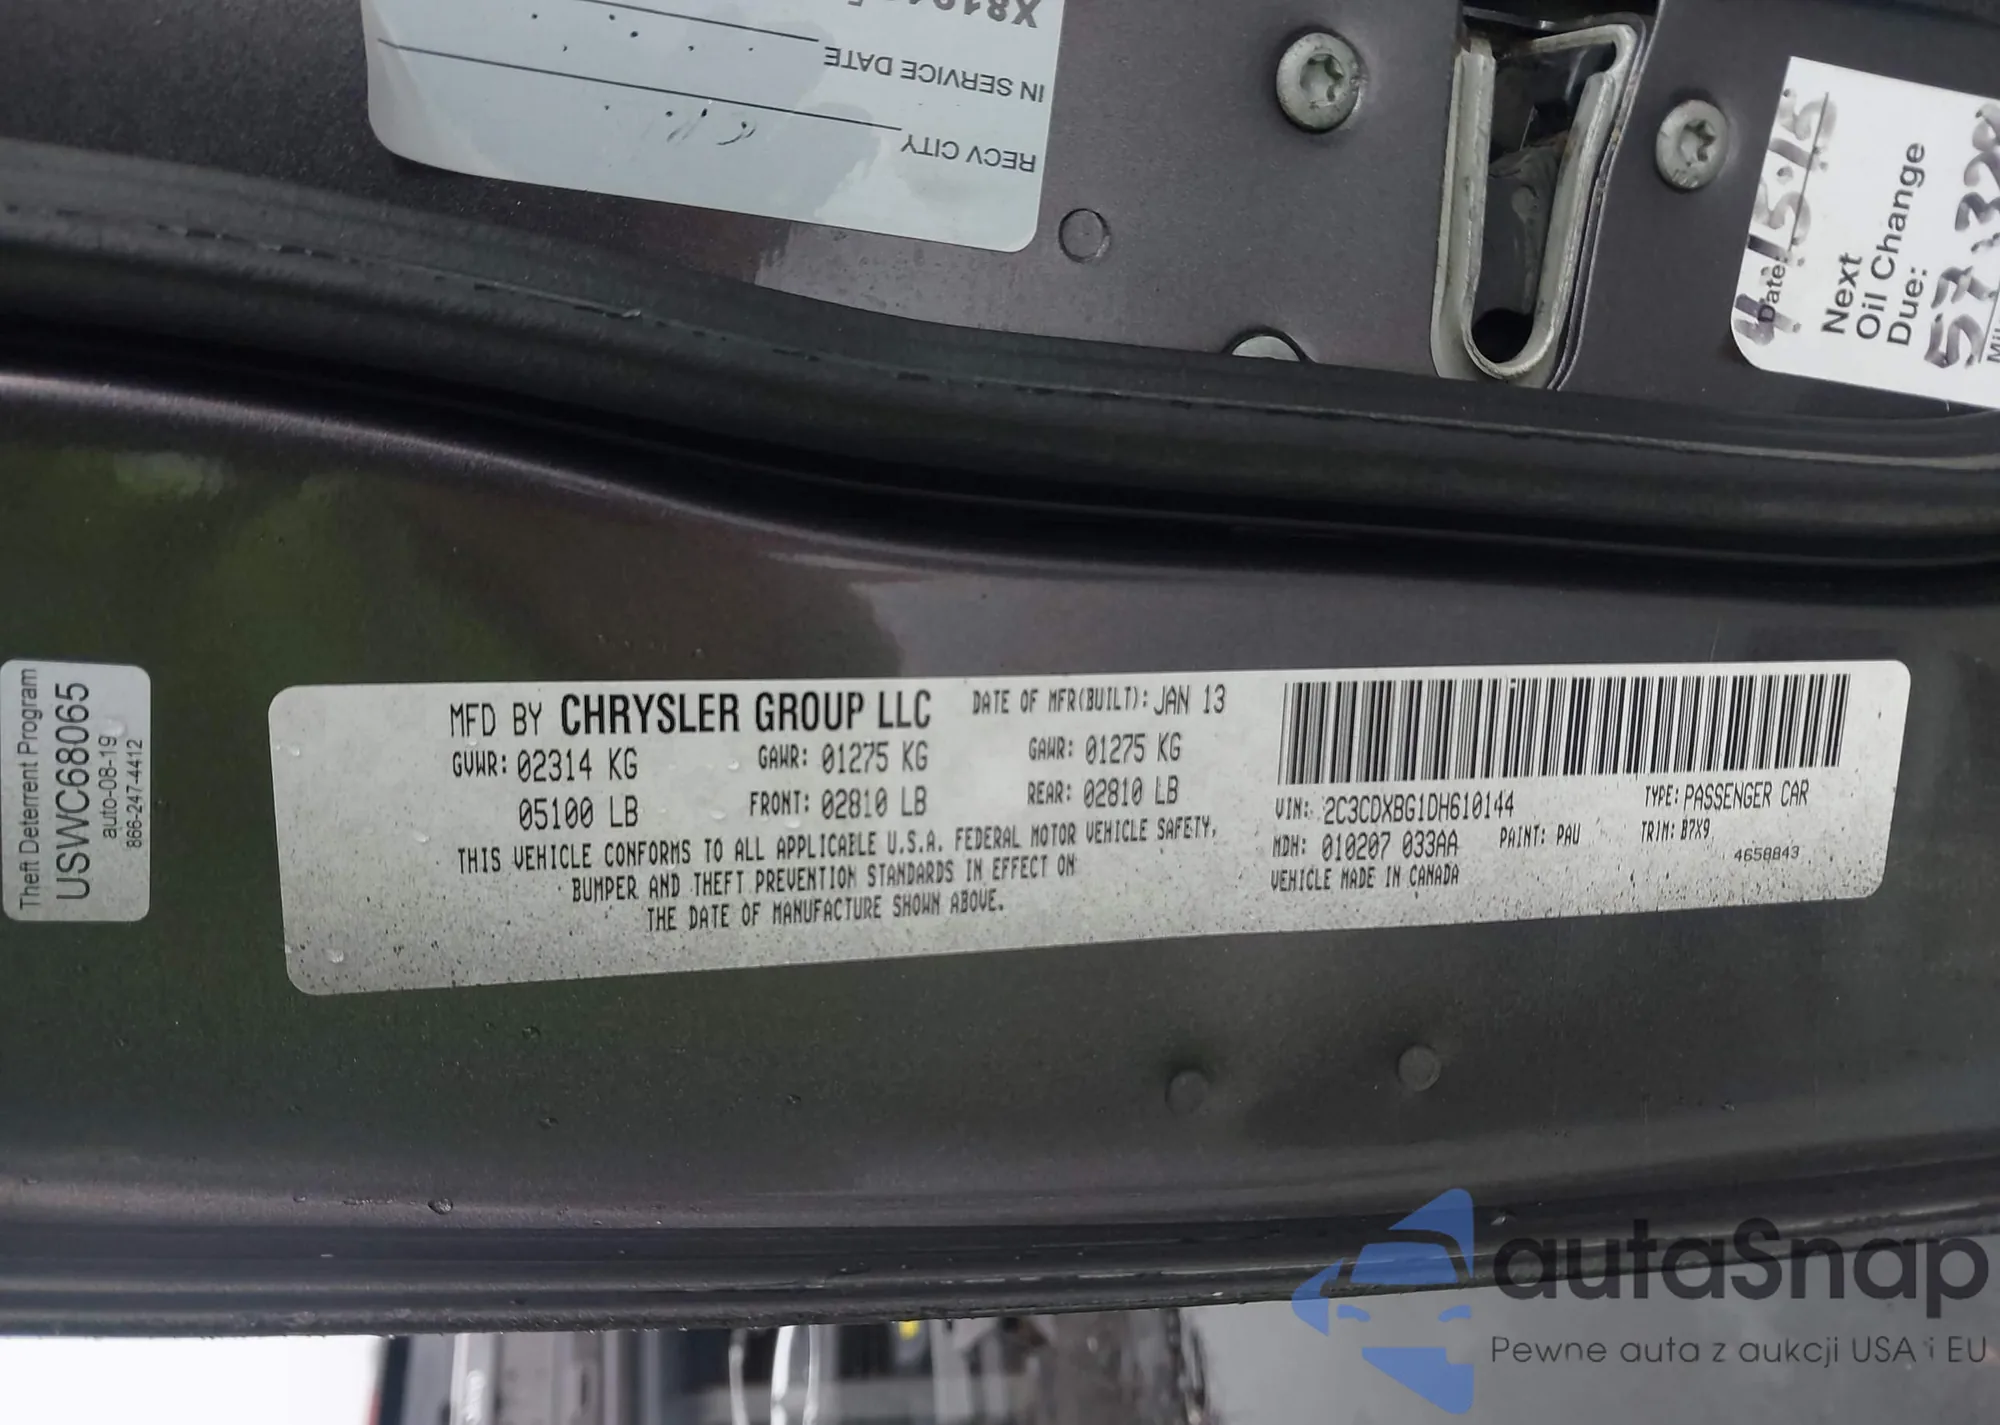 IN SERVICE DATE
RECV CITY
Date:
4-15-15
Next
Oil Change
Due:
Theft Deterrent Program
USWC68065
auto-08-19
866-247-4412
MFD BY CHRYSLER GROUP LLC
DATE OF MFR(BUILT): JAN 13
GVWR: 02314 KG
GAWR: 01275 KG
GAWR: 01275 KG
05100 LB
FRONT: 02810 LB
REAR: 02810 LB
THIS VEHICLE CONFORMS TO ALL APPLICABLE U.S.A. FEDERAL MOTOR VEHICLE SAFETY,
BUMPER AND THEFT PREVENTION STANDARDS IN EFFECT ON
THE DATE OF MANUFACTURE SHOWN ABOVE.
VIN: 2C3CDXBG1DH610144
TYPE: PASSENGER CAR
MDH: 010207 033AA
PAINT: PAU
TRIM: B7X9
VEHICLE MADE IN CANADA
4658843
autaSnap
Pewne auta z aukcji USA i EU